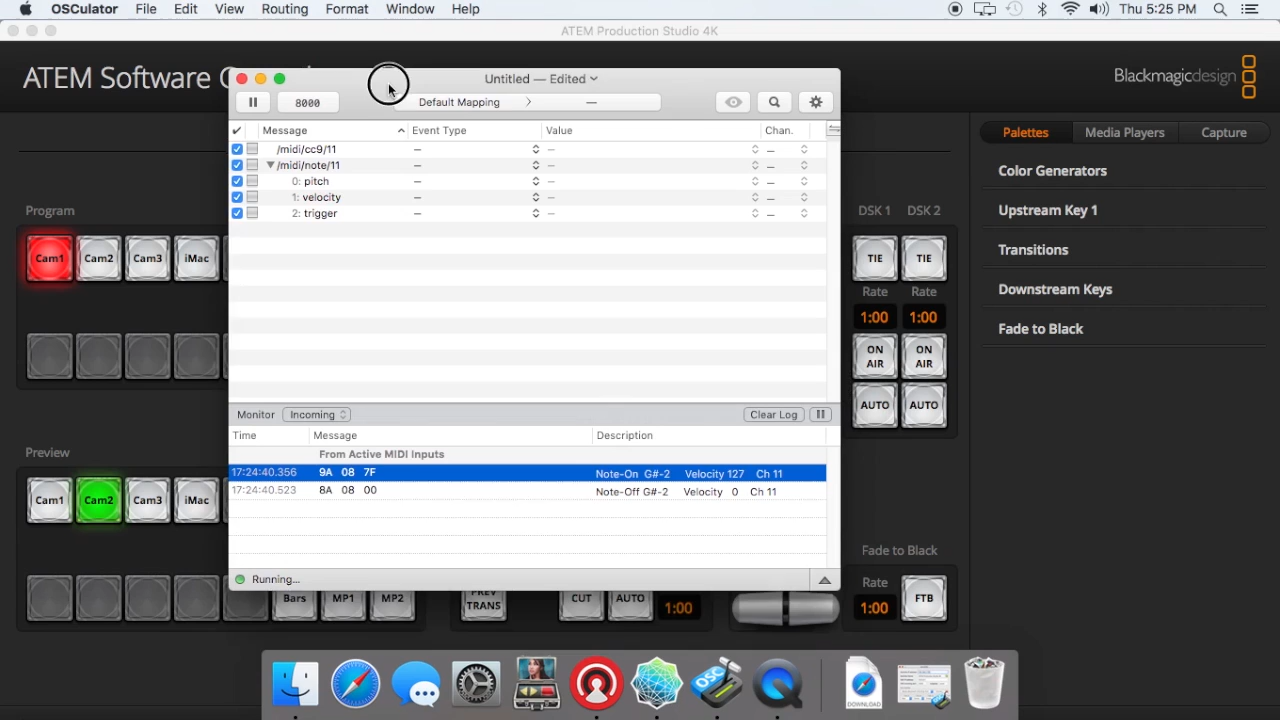 OSCulator File Edit View Routing Format Window Help Thu 5:25 PM
ATEM Production Studio 4K
ATEM Software
Blackmagicdesign
Untitled — Edited
8000 Default Mapping —
Message Event Type Value Chan.
/midi/cc9/11 – – –
/midi/note/11 – – –
0: pitch – – –
1: velocity – – –
2: trigger – – –
Monitor Incoming Clear Log
Time Message Description
From Active MIDI Inputs
17:24:40.356 9A 08 7F Note-On G#-2 Velocity 127 Ch 11
17:24:40.523 8A 08 00 Note-Off G#-2 Velocity 0 Ch 11
Running...
Program
Cam1 Cam2 Cam3 iMac
Preview
Cam1 Cam2 Cam3 iMac
Bars MP1 MP2
PREV
TRANS
CUT AUTO 1:00
DSK 1 DSK 2
TIE TIE
Rate Rate
1:00 1:00
ON AIR ON AIR
AUTO AUTO
Fade to Black
Rate
1:00 FTB
Palettes Media Players Capture
Color Generators
Upstream Key 1
Transitions
Downstream Keys
Fade to Black
OSC
DOWNLOAD